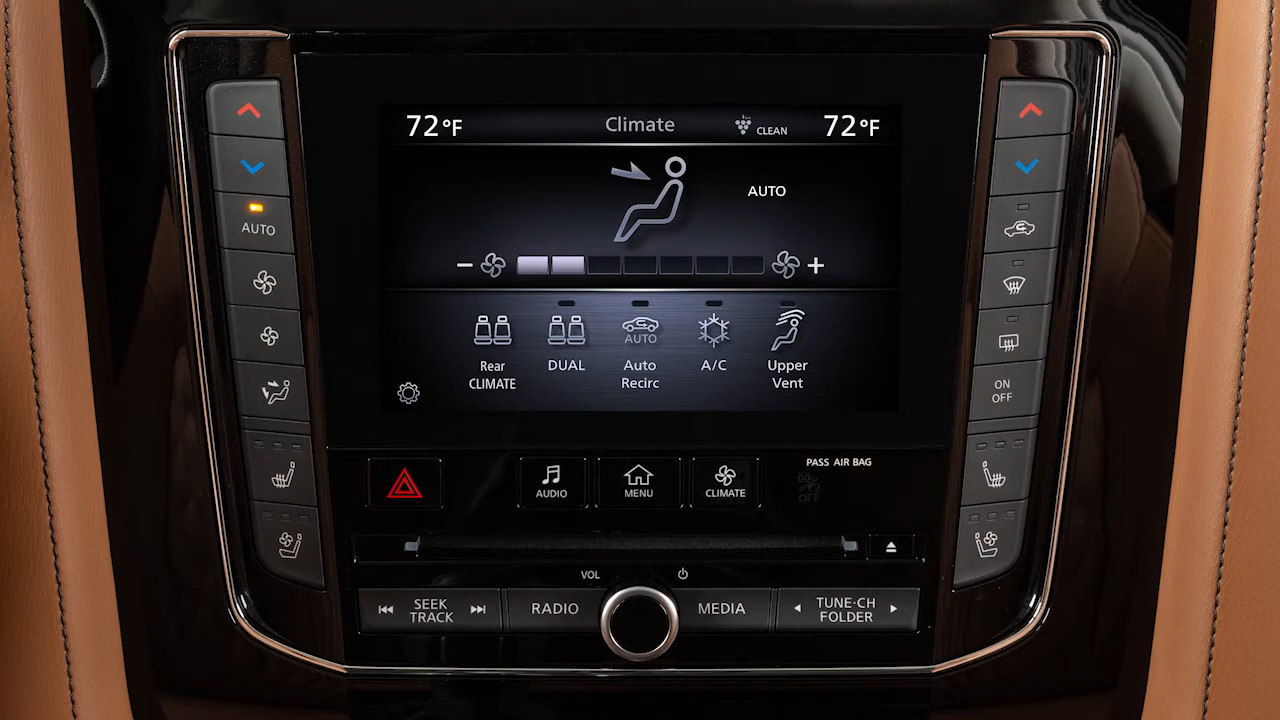 72°F
Climate
CLEAN
72°F
AUTO
AUTO
− +
Rear
CLIMATE
DUAL
AUTO
Auto
Recirc
A/C
Upper
Vent
ON
OFF
PASS AIR BAG
OFF
AUDIO
MENU
CLIMATE
VOL
SEEK
TRACK
RADIO
MEDIA
TUNE·CH
FOLDER